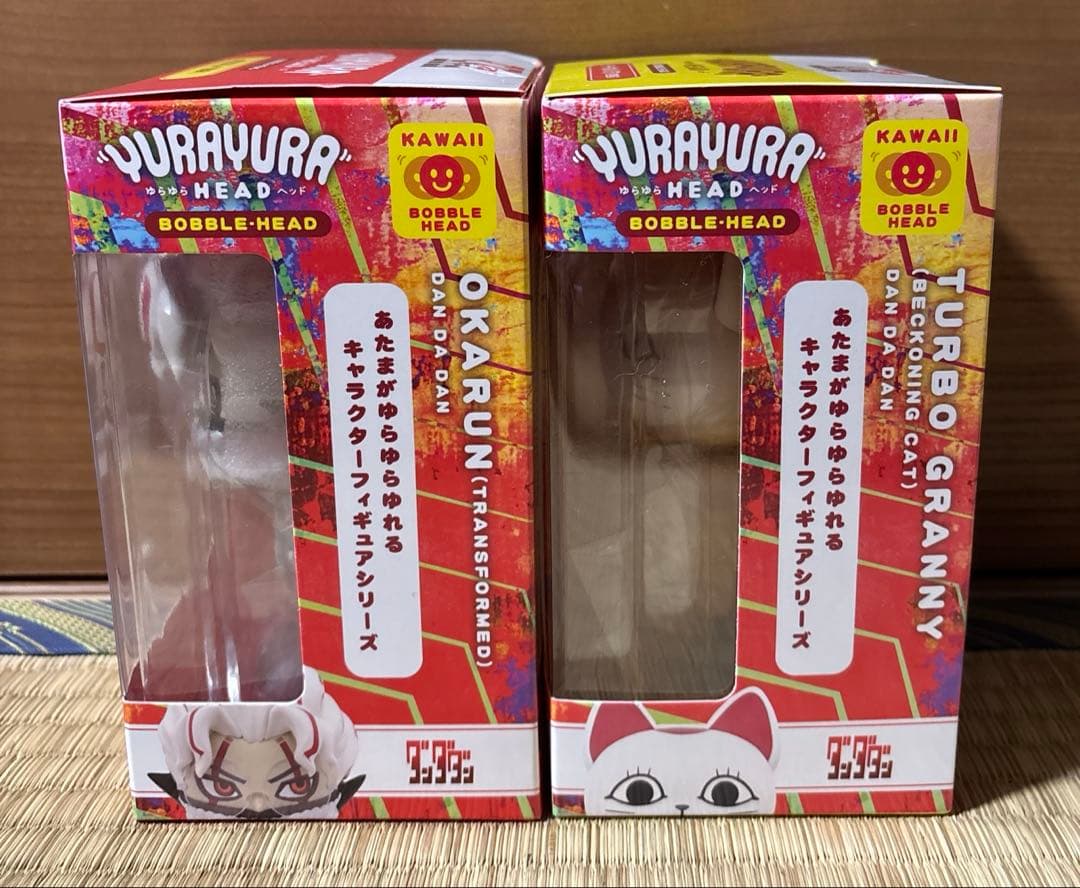 "YURAYURA"
ゆらゆら HEAD ヘッド
BOBBLE-HEAD
KAWAII
BOBBLE
HEAD
OKARUN (TRANSFORMED)
DAN DA DAN
あたまがゆらゆらゆれる
キャラクターフィギュアシリーズ
ダンダダン
"YURAYURA"
ゆらゆら HEAD ヘッド
BOBBLE-HEAD
KAWAII
BOBBLE
HEAD
TURBO GRANNY
(BECKONING CAT)
DAN DA DAN
あたまがゆらゆらゆれる
キャラクターフィギュアシリーズ
ダンダダン